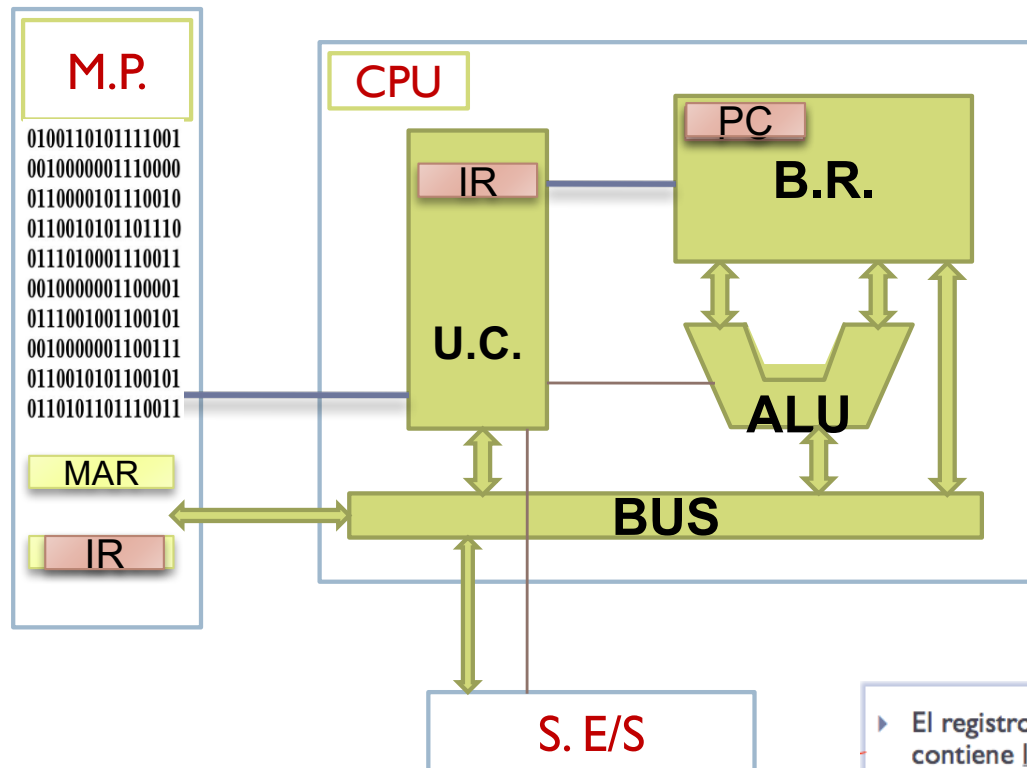 M.P.
0100110101111001
0010000001110000
0110000101110010
0110010101101110
0111010001110011
0010000001100001
0111001001100101
0010000001100111
0110010101100101
0110101101110011
MAR
IR
CPU
IR
U.C.
PC
B.R.
ALU
BUS
S. E/S
El registro
contiene